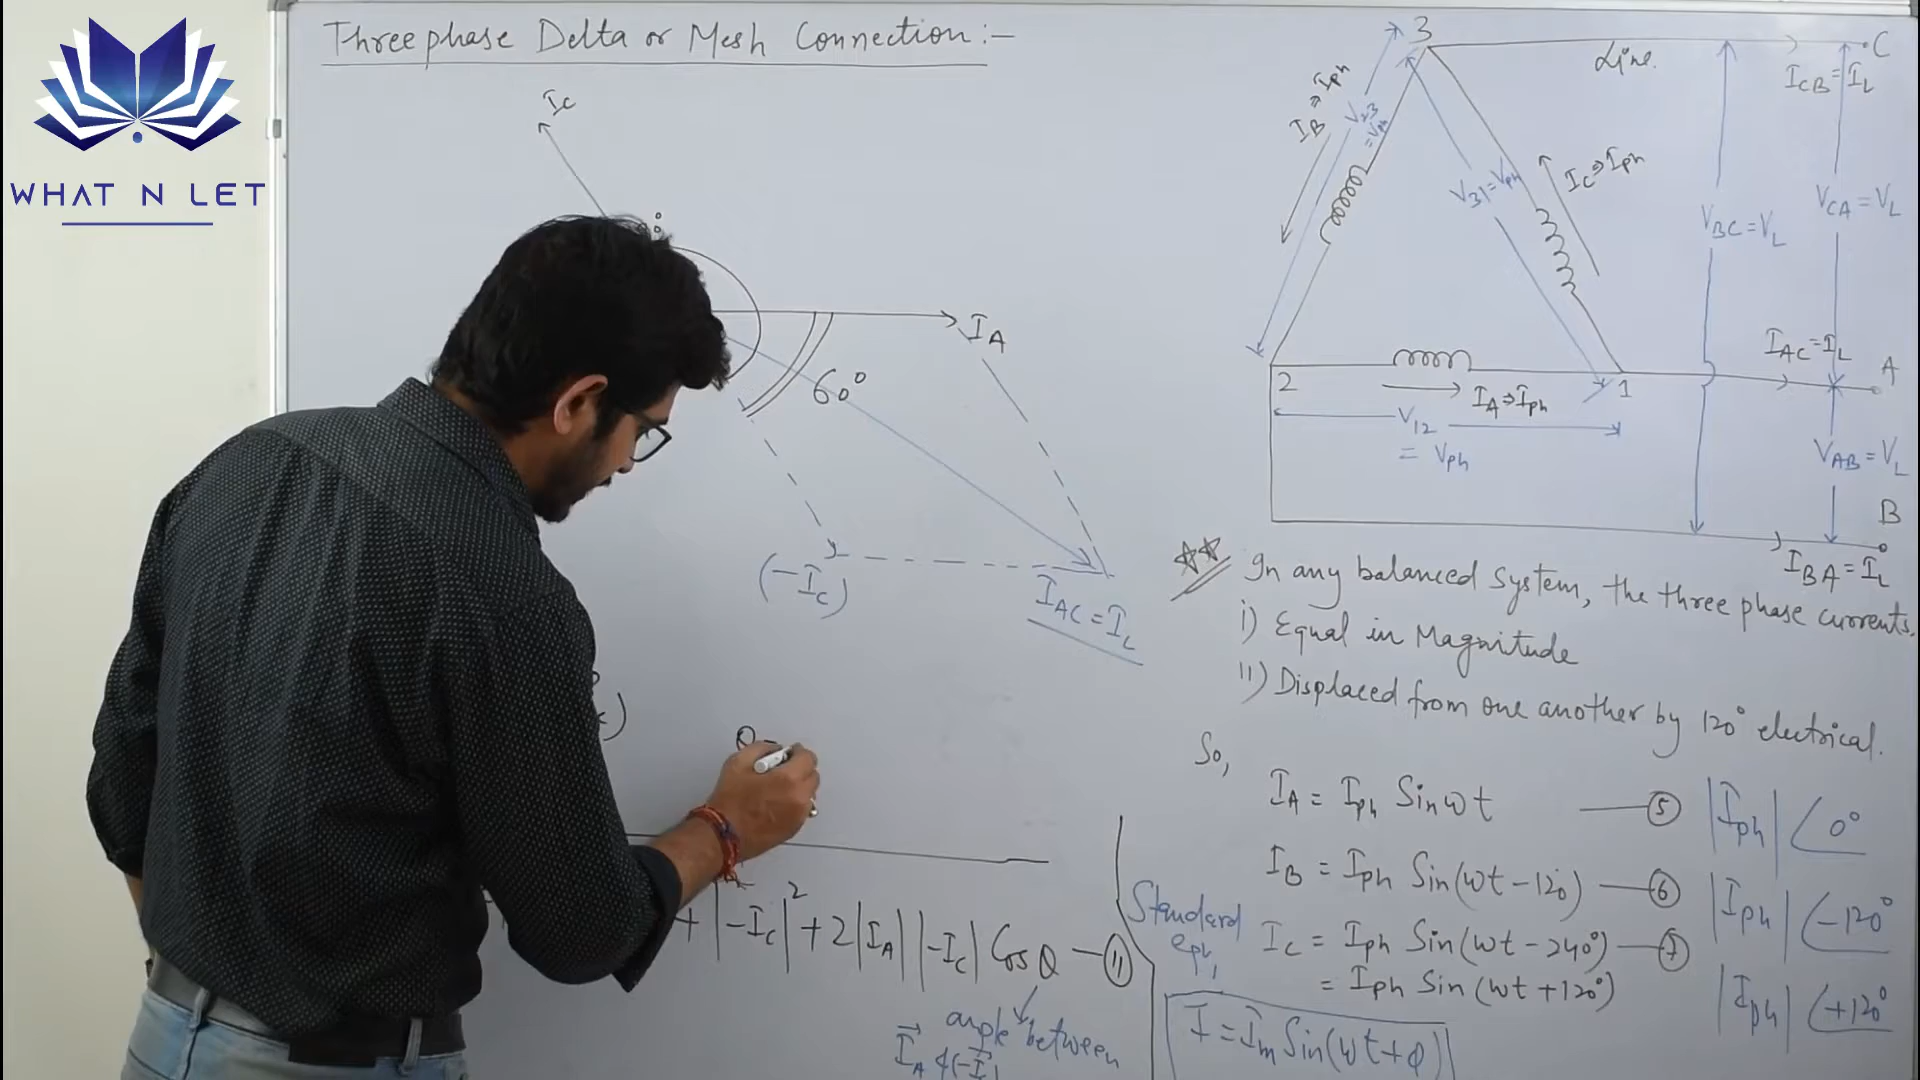 WHAT N LET
Three phase Delta or Mesh Connection :-
Ic
IA
60°
(-Ic)
IAC = IL
θ =
+ |-Ic|² + 2|IA| |-Ic| Cosθ — 11
angle between
IA & (-Ic)
3
Line.
C
ICB = IL
IB ⇒ Iph
V23
= Vph
V31 = Vph
Ic ⇒ Iph
VBC = VL
VCA = VL
IAC = IL
A
2
IA ⇒ Iph
1
V12
= Vph
VAB = VL
B
IBA = IL
In any balanced system, the three phase currents.
i) Equal in Magnitude
ii) Displaced from one another by 120° electrical.
So,
IA = Iph Sinωt — 5
|Iph| ∠0°
IB = Iph Sin(ωt - 120) — 6
|Iph| ∠-120°
Ic = Iph Sin(ωt - 240°) — 7
= Iph Sin(ωt + 120°)
|Iph| ∠+120°
Standard
eqn,
I = Im Sin(ωt + φ)